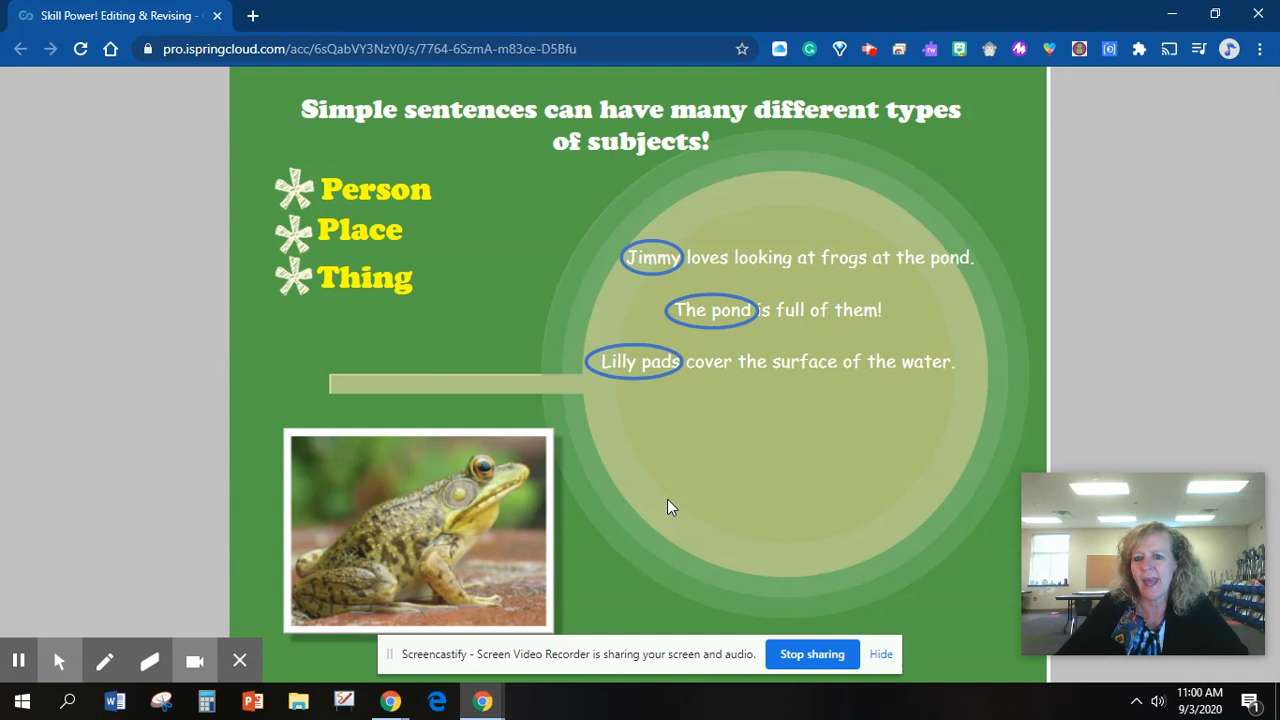 Skill Power! Editing & Revising -
pro.ispringcloud.com/acc/6sQabVY3NzY0/s/7764-6SzmA-m83ce-D5Bfu
Simple sentences can have many different types
of subjects!
Person
Place
Thing
Jimmy loves looking at frogs at the pond.
The pond is full of them!
Lilly pads cover the surface of the water.
Screencastify - Screen Video Recorder is sharing your screen and audio.
Stop sharing
Hide
11:00 AM
9/3/2020